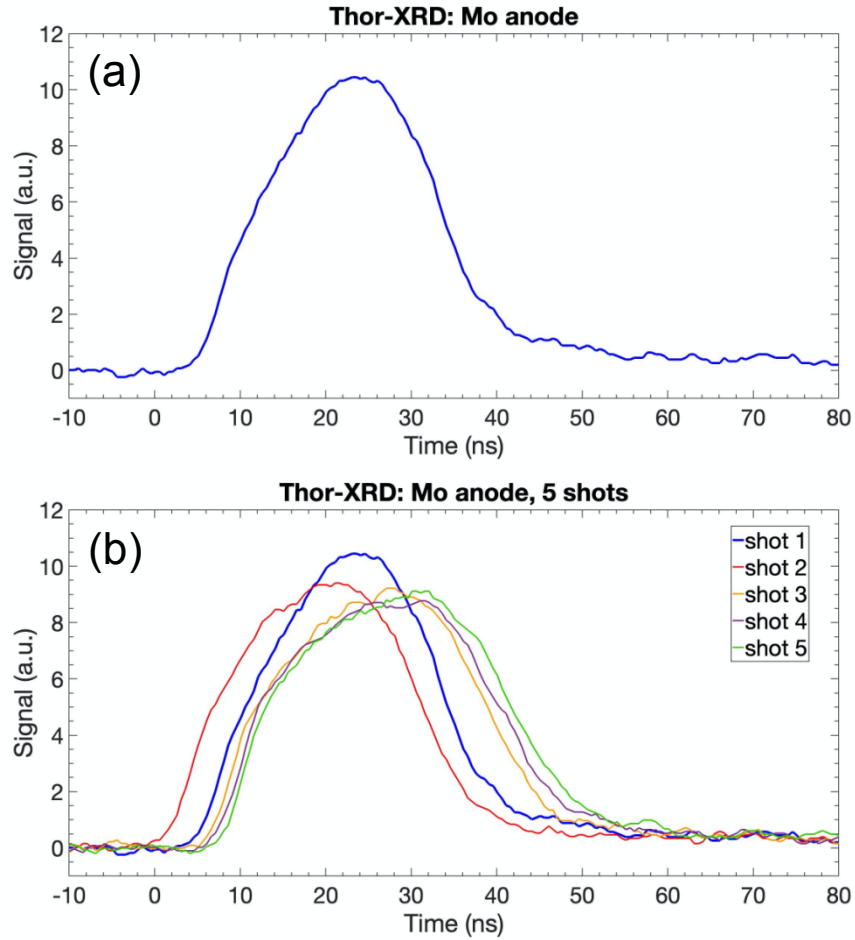 Thor-XRD: Mo anode
(a)
12
10
8
6
4
2
0
Signal (a.u.)
-10 0 10 20 30 40 50 60 70 80
Time (ns)
Thor-XRD: Mo anode, 5 shots
(b)
12
10
8
6
4
2
0
Signal (a.u.)
shot 1
shot 2
shot 3
shot 4
shot 5
-10 0 10 20 30 40 50 60 70 80
Time (ns)